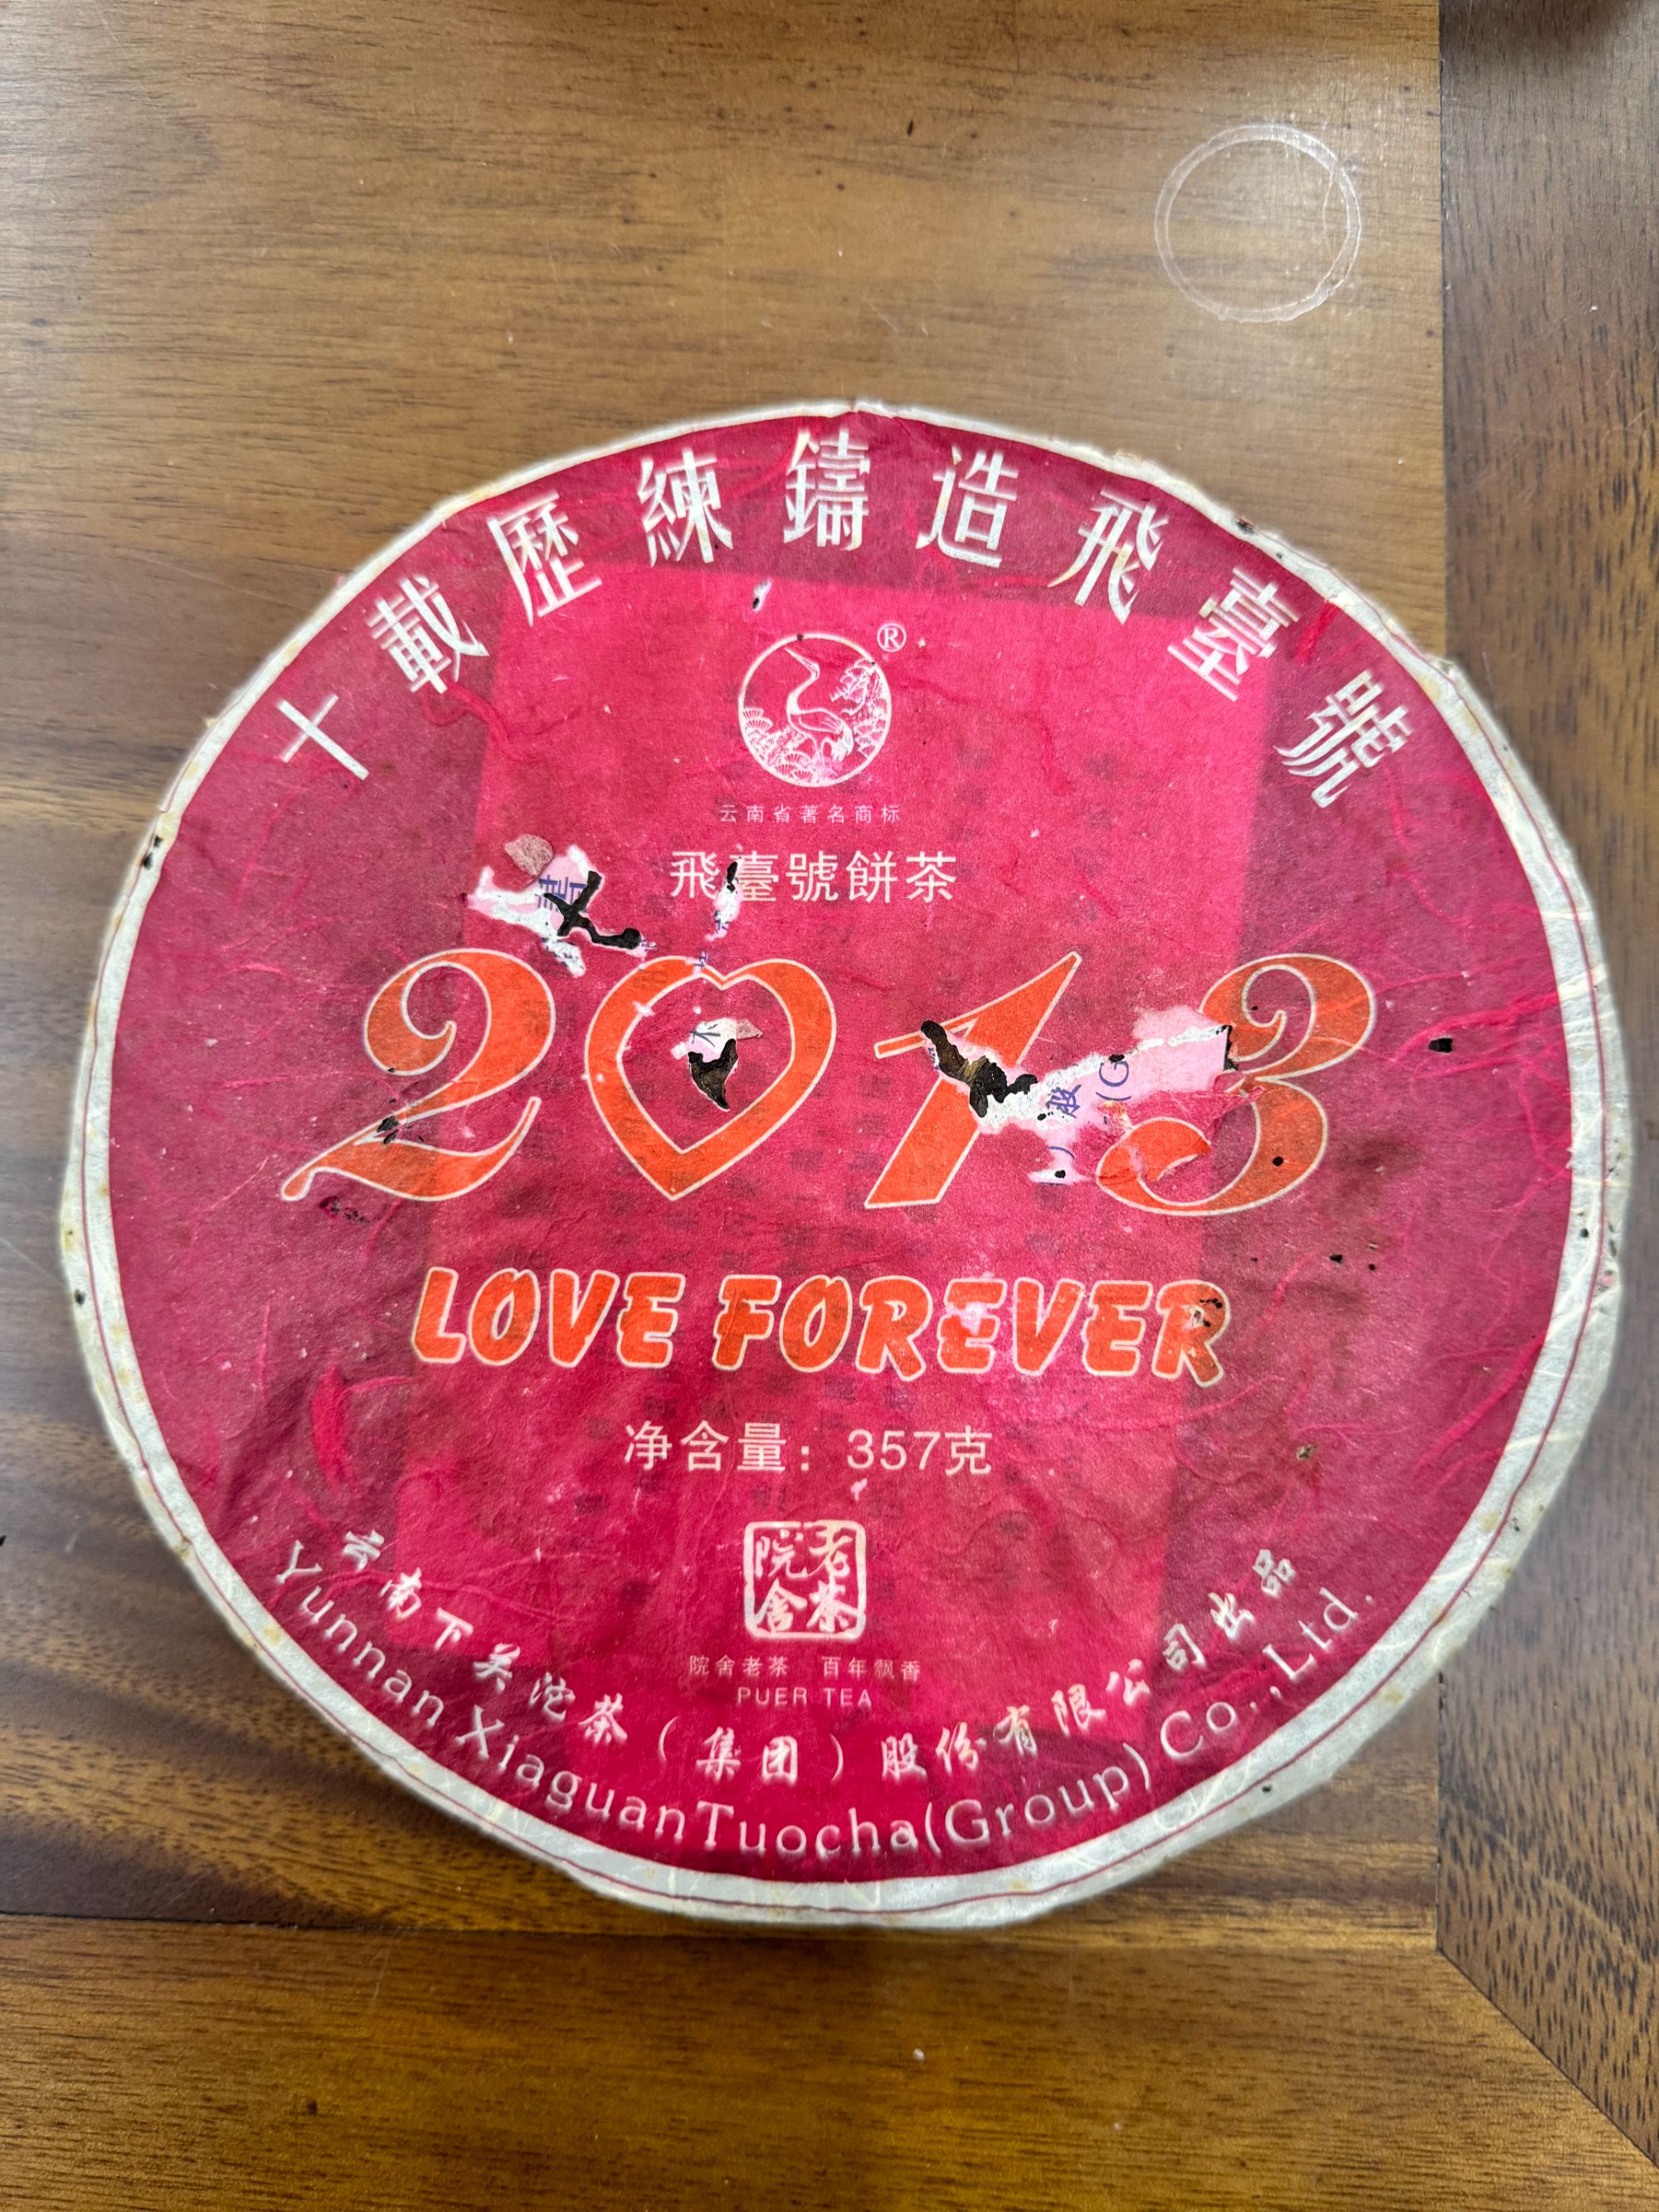 十載歷練鑄造飛臺號
®
云南省著名商标
飛臺號餅茶
2013
LOVE FOREVER
净含量：357克
院舍老茶
院舍老茶 百年飘香
PUER TEA
云南下关沱茶（集团）股份有限公司出品
Yunnan XiaguanTuocha(Group) Co.,Ltd.